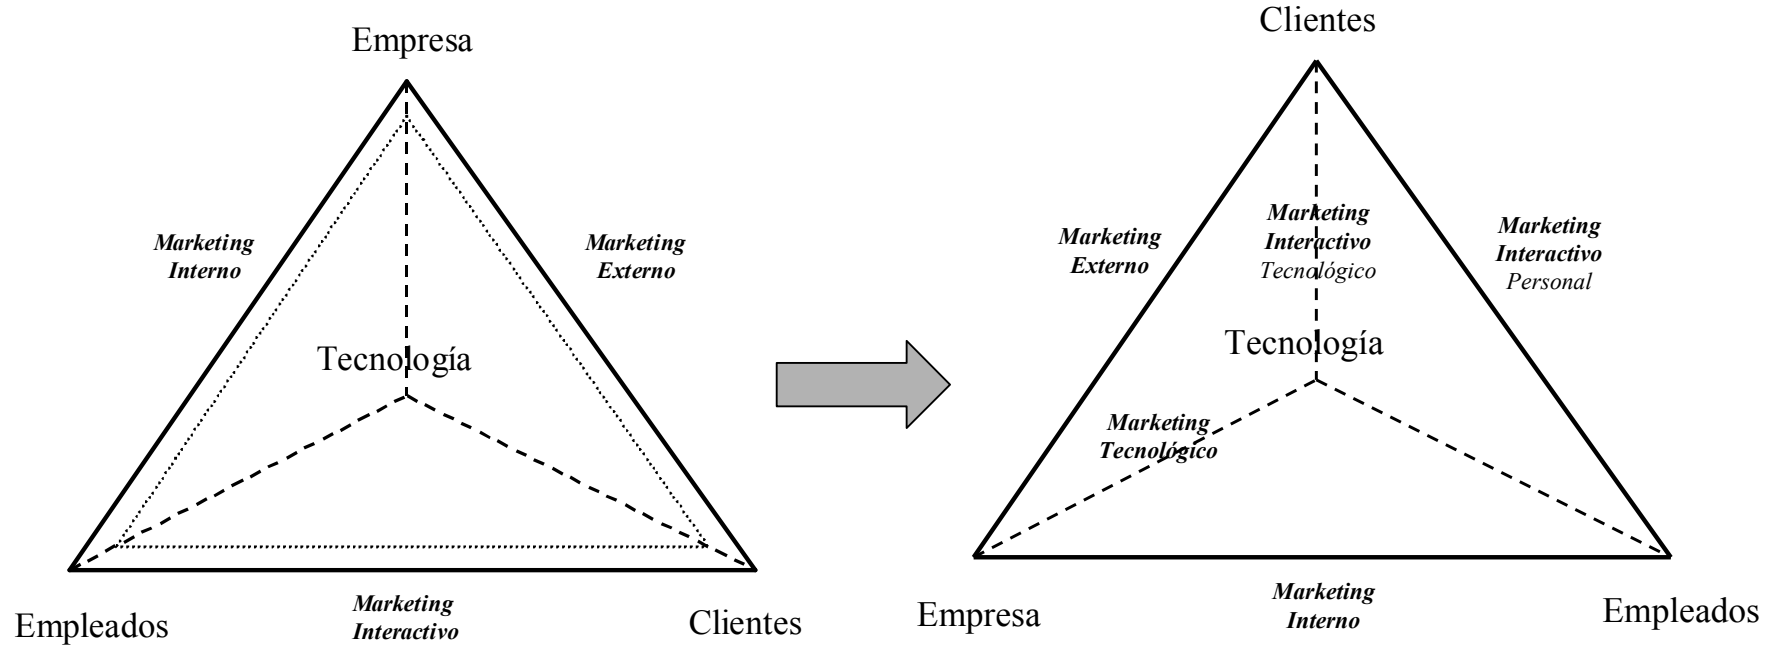 Empresa
Marketing
Interno
Marketing
Externo
Tecnología
Empleados
Marketing
Interactivo
Clientes
Clientes
Marketing
Externo
Marketing
Interactivo
Tecnológico
Marketing
Interactivo
Personal
Tecnología
Marketing
Tecnológico
Empresa
Marketing
Interno
Empleados